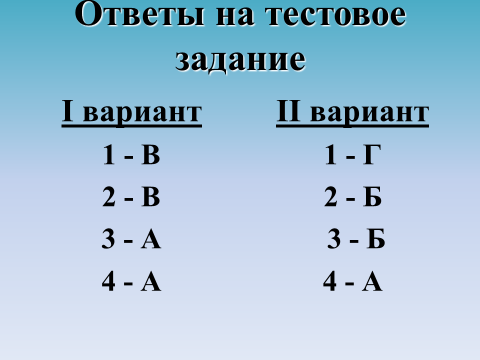 Ответы на тестовое
задание
I вариант
1 - В
2 - В
3 - А
4 - А
II вариант
1 - Г
2 - Б
3 - Б
4 - А